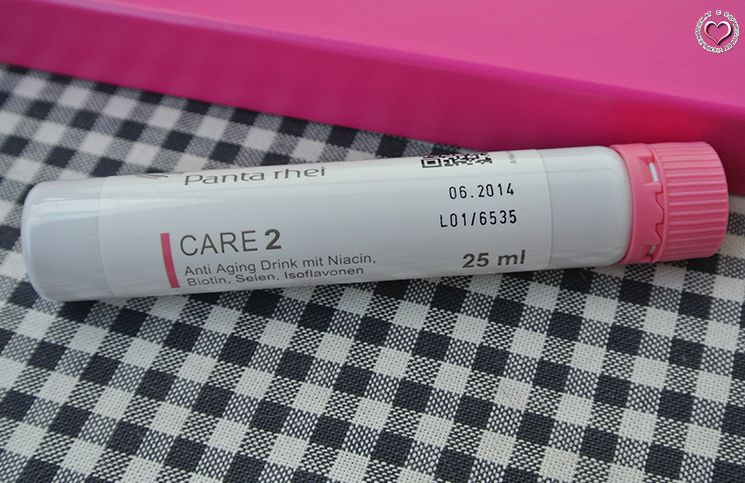 Panta rhei
06.2014
L01/6535
CARE 2
Anti Aging Drink mit Niacin,
Biotin, Selen, Isoflavonen
25 ml